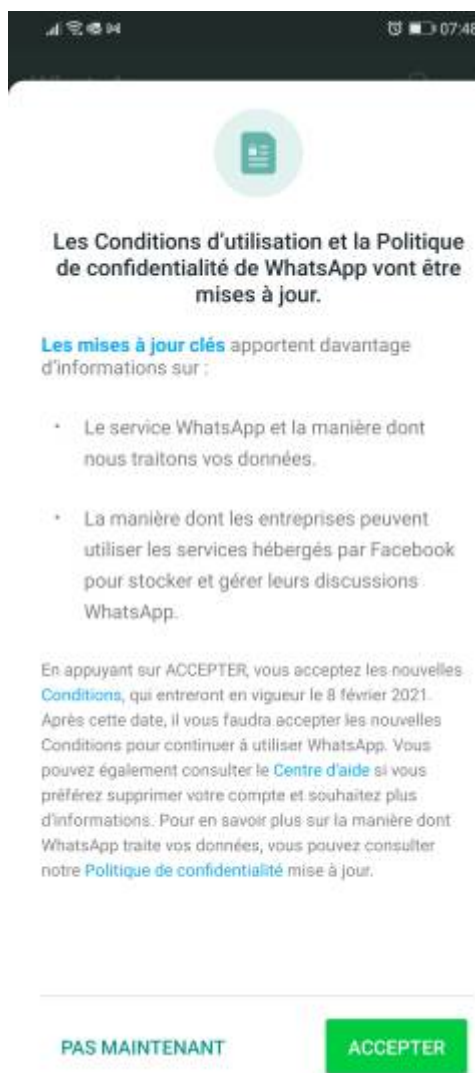 07:48
Les Conditions d'utilisation et la Politique
de confidentialité de WhatsApp vont être
mises à jour.
Les mises à jour clés apportent davantage
d'informations sur :
• Le service WhatsApp et la manière dont
nous traitons vos données.
• La manière dont les entreprises peuvent
utiliser les services hébergés par Facebook
pour stocker et gérer leurs discussions
WhatsApp.
En appuyant sur ACCEPTER, vous acceptez les nouvelles
Conditions, qui entreront en vigueur le 8 février 2021.
Après cette date, il vous faudra accepter les nouvelles
Conditions pour continuer à utiliser WhatsApp. Vous
pouvez également consulter le Centre d'aide si vous
préférez supprimer votre compte et souhaitez plus
d'informations. Pour en savoir plus sur la manière dont
WhatsApp traite vos données, vous pouvez consulter
notre Politique de confidentialité mise à jour.
PAS MAINTENANT
ACCEPTER